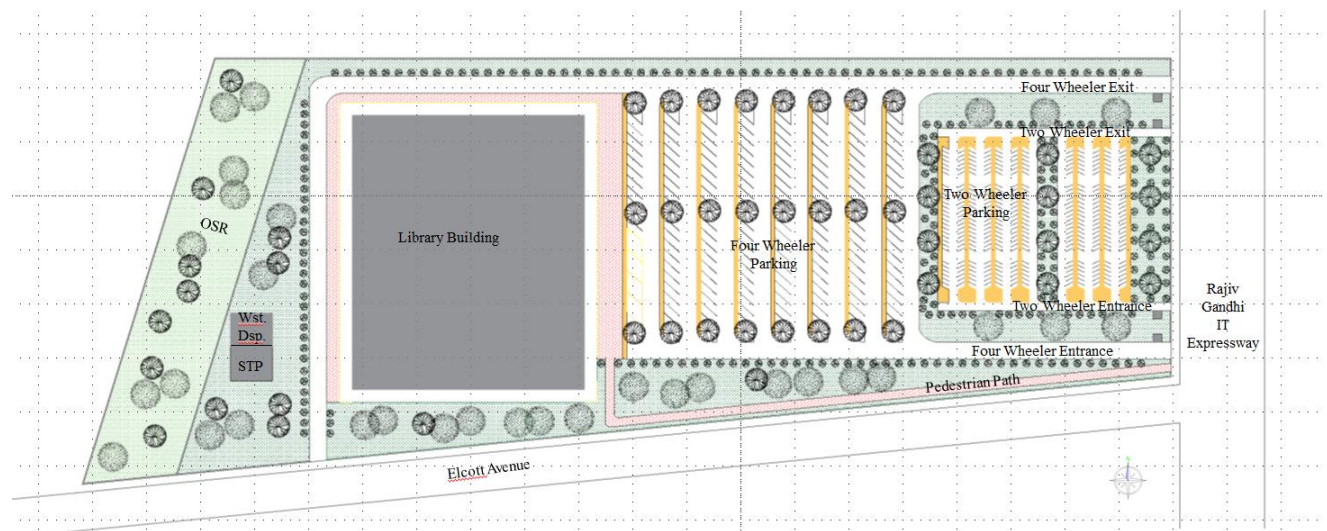 Four Wheeler Exit
Two Wheeler Exit
Two Wheeler
Parking
OSR
Library Building
Four Wheeler
Parking
Rajiv
Gandhi
IT
Expressway
Two Wheeler Entrance
Wst.
Dsp.
STP
Four Wheeler Entrance
Pedestrian Path
Elcott Avenue
N